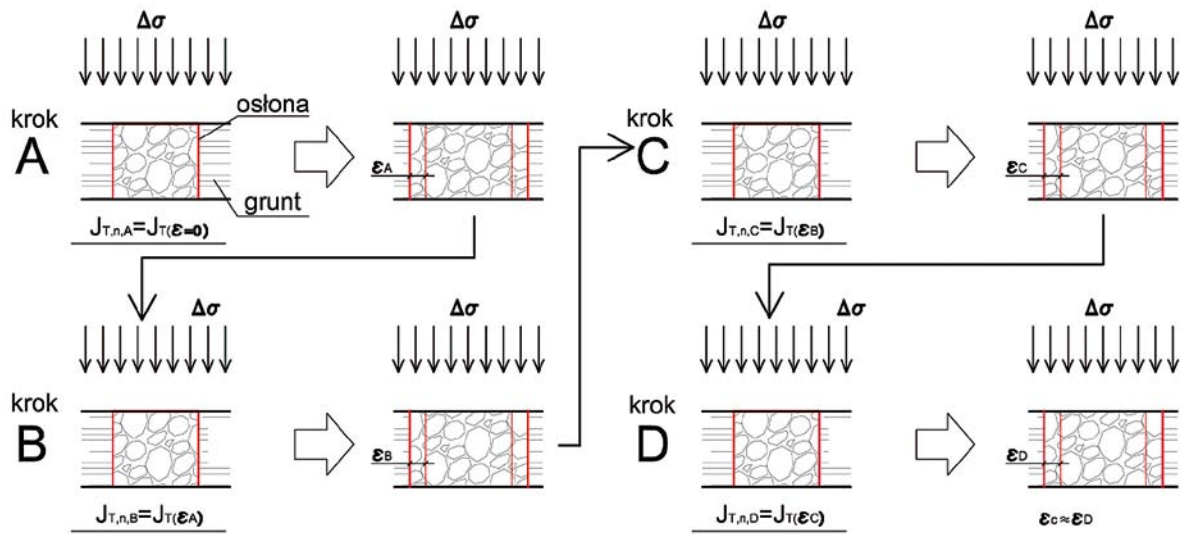 Δσ
Δσ
krok
A
osłona
grunt
εA
JT,n,A=JT(ε=0)
Δσ
Δσ
krok
B
εB
JT,n,B=JT(εA)
Δσ
Δσ
krok
C
εC
JT,n,C=JT(εB)
Δσ
Δσ
krok
D
εD
JT,n,D=JT(εC)
εc≈εD